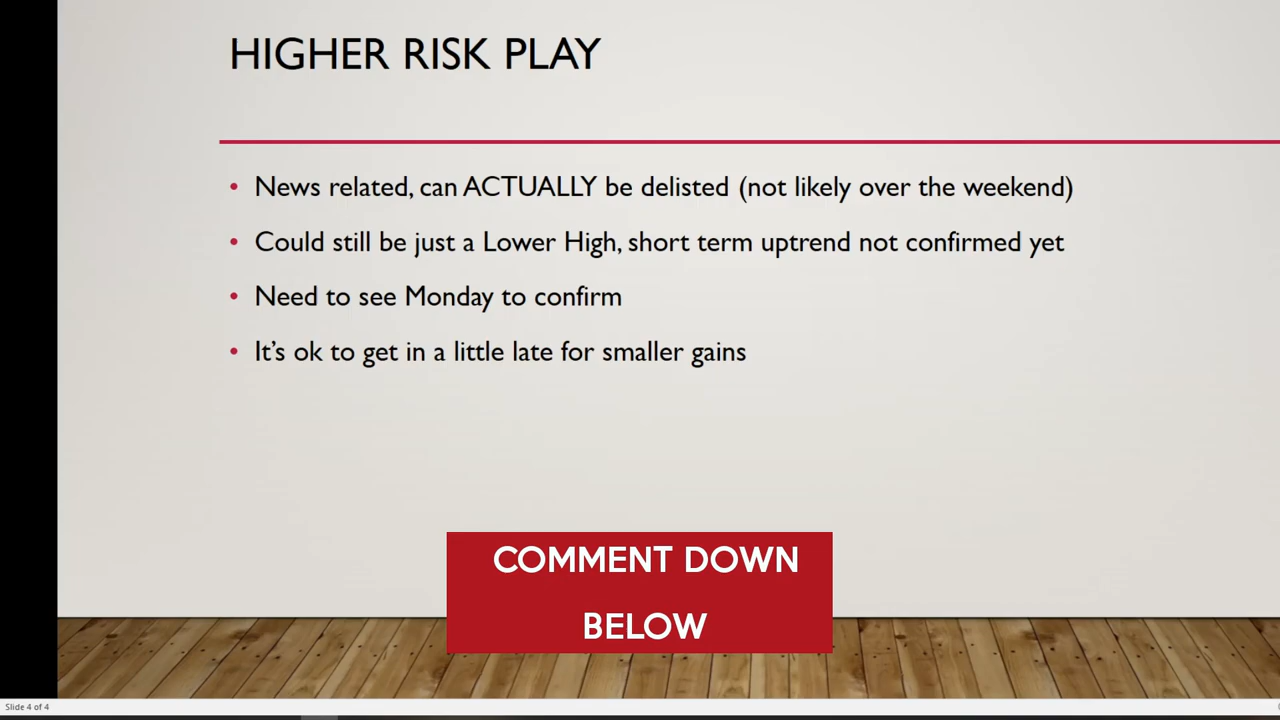 HIGHER RISK PLAY
• News related, can ACTUALLY be delisted (not likely over the weekend)
• Could still be just a Lower High, short term uptrend not confirmed yet
• Need to see Monday to confirm
• It’s ok to get in a little late for smaller gains
COMMENT DOWN
BELOW
Slide 4 of 4